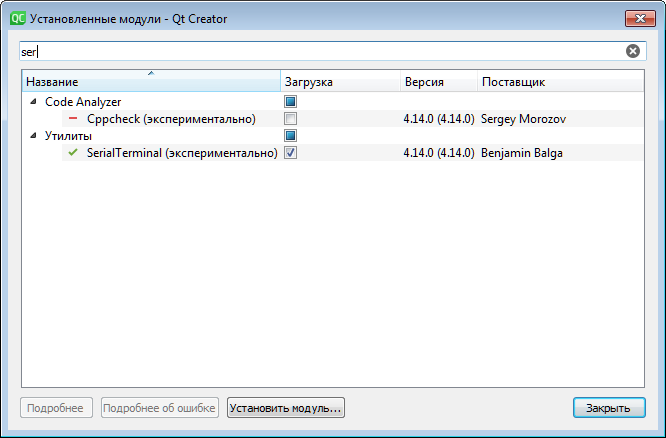 QC Установленные модули - Qt Creator
ser
Название Загрузка Версия Поставщик
Code Analyzer
Cppcheck (экспериментально) 4.14.0 (4.14.0) Sergey Morozov
Утилиты
SerialTerminal (экспериментально) 4.14.0 (4.14.0) Benjamin Balga
Подробнее Подробнее об ошибке Установить модуль... Закрыть